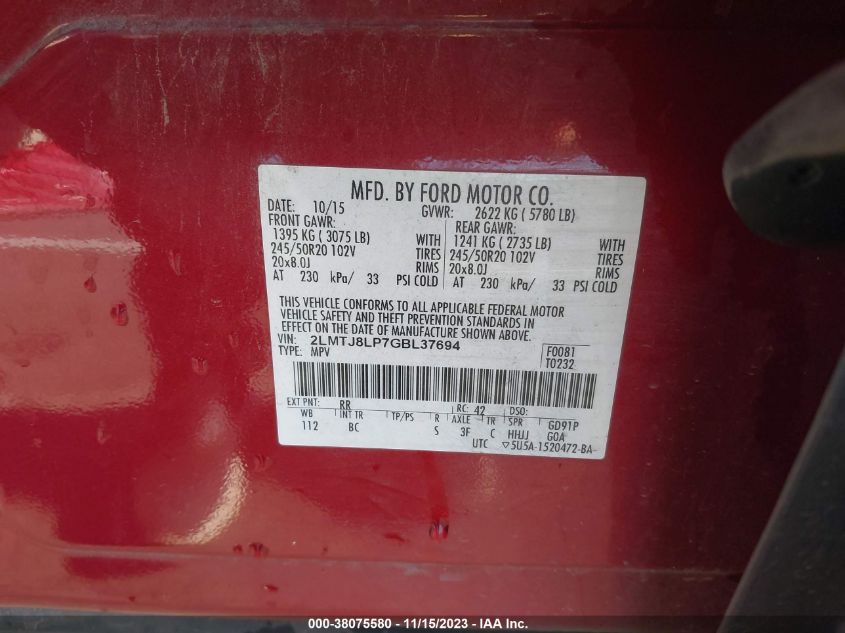 MFD. BY FORD MOTOR CO.
DATE: 10/15 GVWR: 2622 KG ( 5780 LB)
FRONT GAWR: REAR GAWR:
1395 KG ( 3075 LB) WITH 1241 KG ( 2735 LB) WITH
245/50R20 102V TIRES 245/50R20 102V TIRES
20x8.0J RIMS 20x8.0J RIMS
AT 230 kPa/ 33 PSI COLD AT 230 kPa/ 33 PSI COLD
THIS VEHICLE CONFORMS TO ALL APPLICABLE FEDERAL MOTOR
VEHICLE SAFETY AND THEFT PREVENTION STANDARDS IN
EFFECT ON THE DATE OF MANUFACTURE SHOWN ABOVE.
VIN: 2LMTJ8LP7GBL37694
TYPE: MPV
F0081
T0232
EXT PNT: RR RC: 42 DSO:
WB INT TR TP/PS R AXLE TR SPR GD91P
112 BC S 3F C HHJJ GOA
UTC ▽5U5A-1520472-BA-
000-38075580 - 11/15/2023 - IAA Inc.